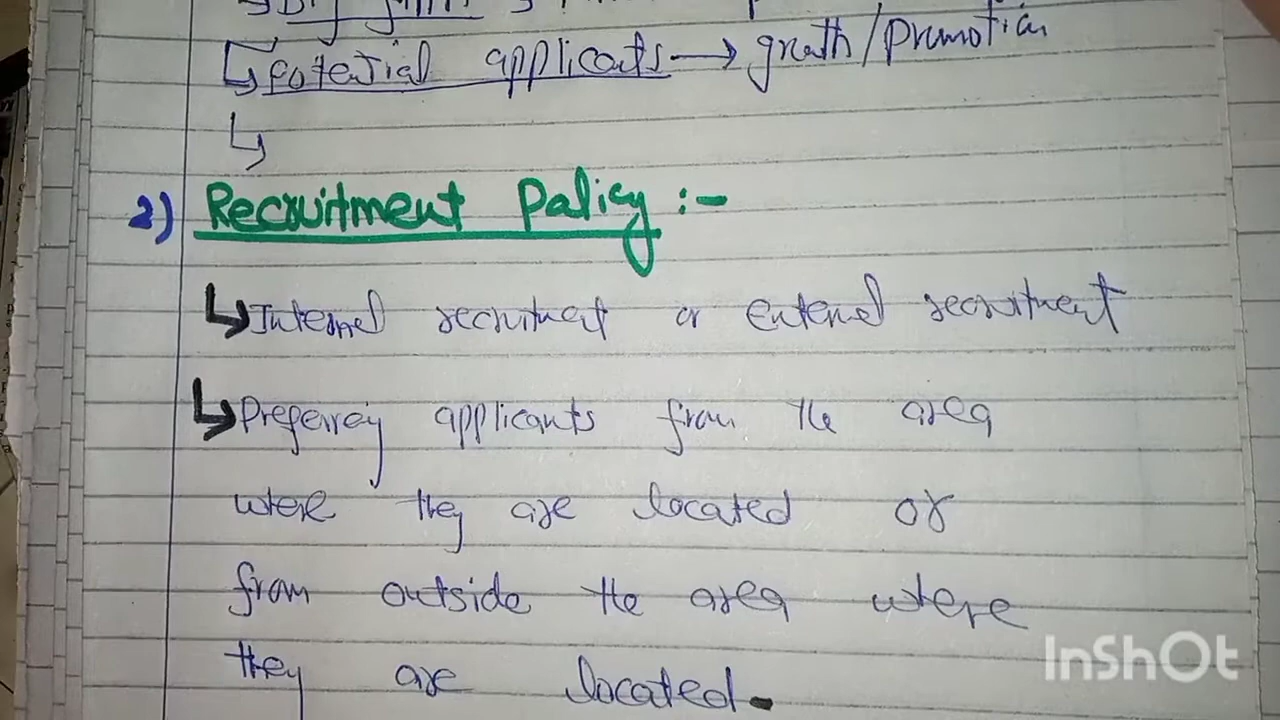 ↳ potential applicants → growth/promotion
↳
2) Recruitment Policy :-
↳ Internal recruitment or external recruitment
↳ Preferring applicants from the area
where they are located or
from outside the area where
they are located.
InShOt